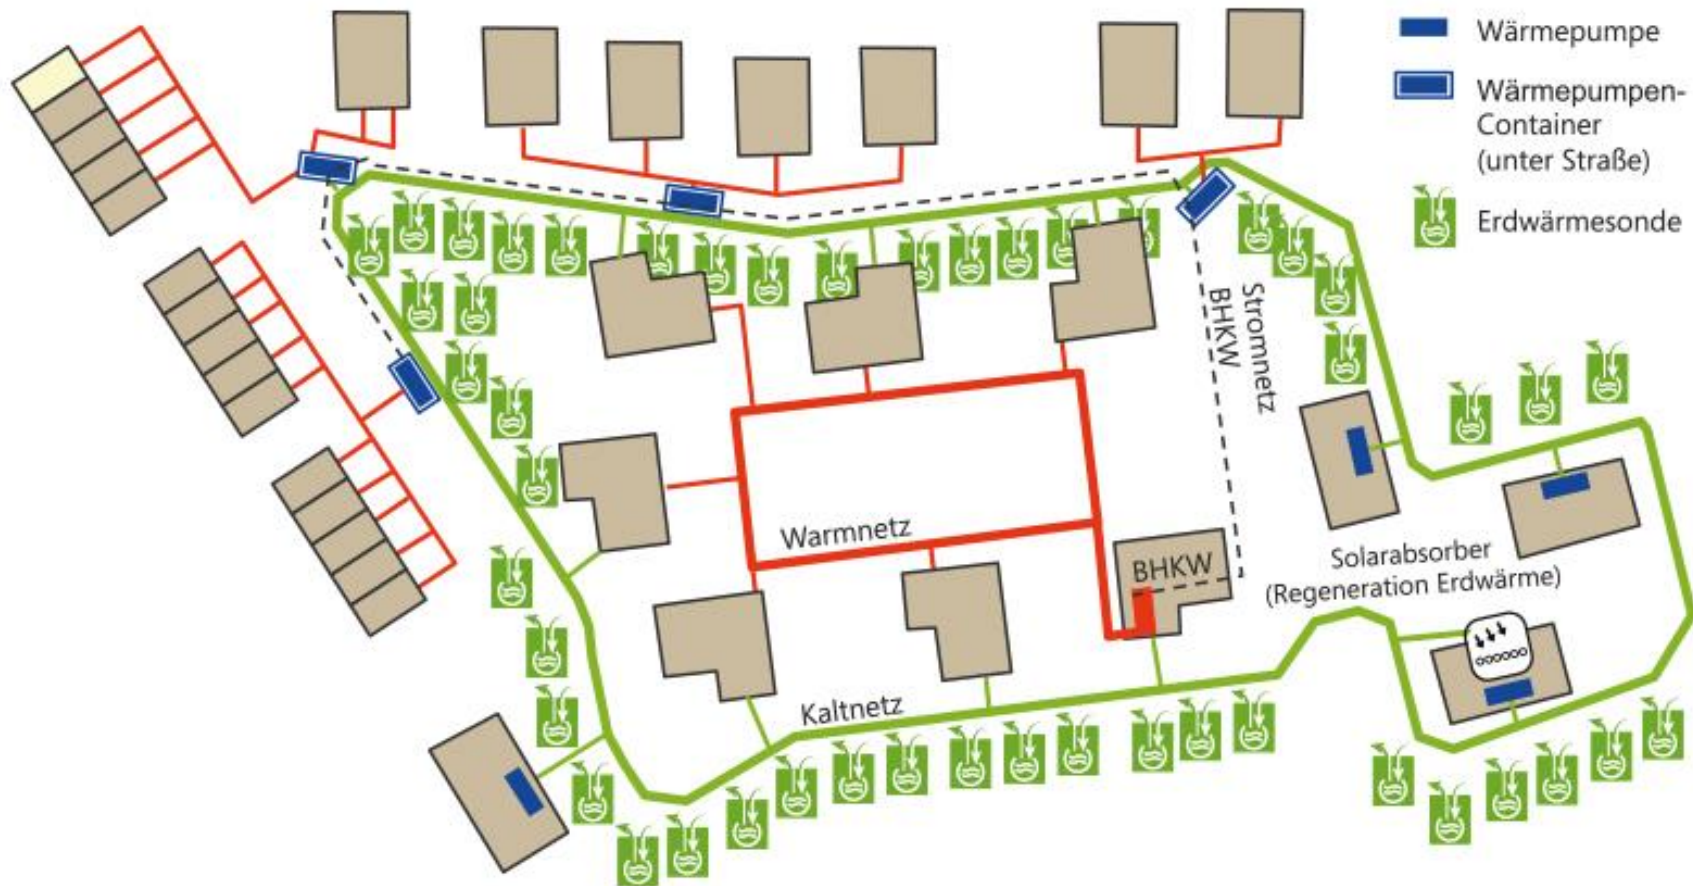 Wärmepumpe
Wärmepumpen-
Container
(unter Straße)
Erdwärmesonde
Stromnetz
BHKW
Warmnetz
BHKW
Solarabsorber
(Regeneration Erdwärme)
Kaltnetz